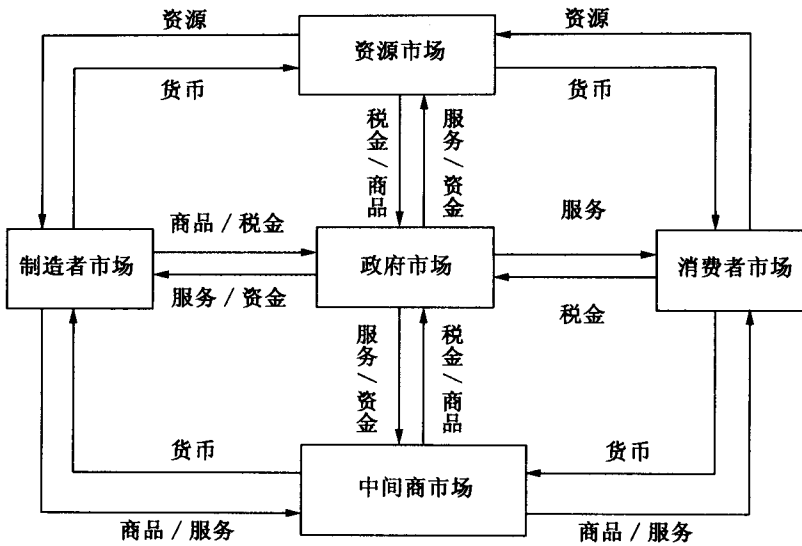 资源
资源
资源市场
货币
货币
税金/商品
服务/资金
商品/税金
服务
制造者市场
政府市场
消费者市场
服务/资金
税金
服务/资金
税金/商品
货币
货币
中间商市场
商品/服务
商品/服务